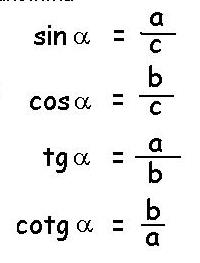 sin α = a/c
cos α = b/c
tg α = a/b
cotg α = b/a